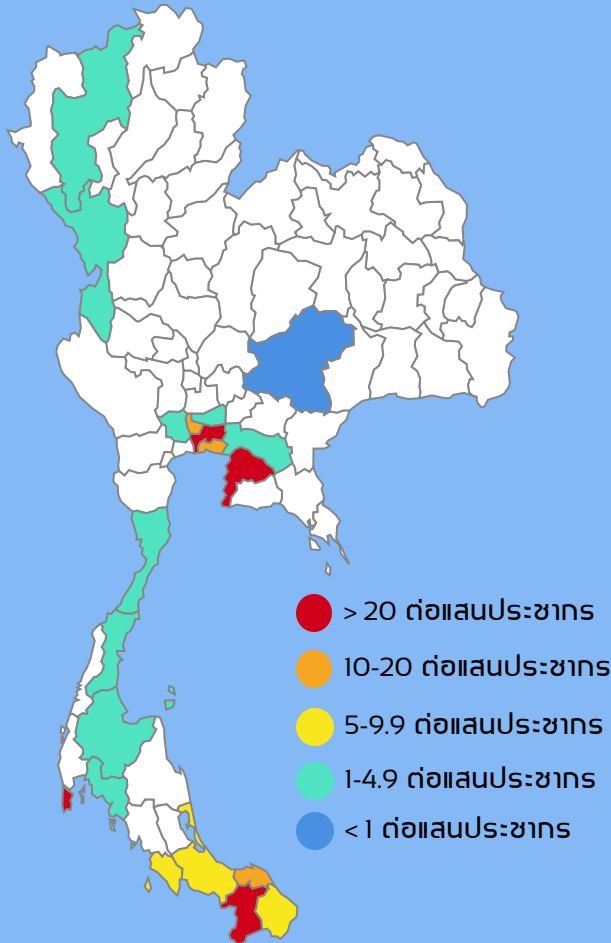 > 20 ต่อแสนประชากร
10-20 ต่อแสนประชากร
5-9.9 ต่อแสนประชากร
1-4.9 ต่อแสนประชากร
< 1 ต่อแสนประชากร